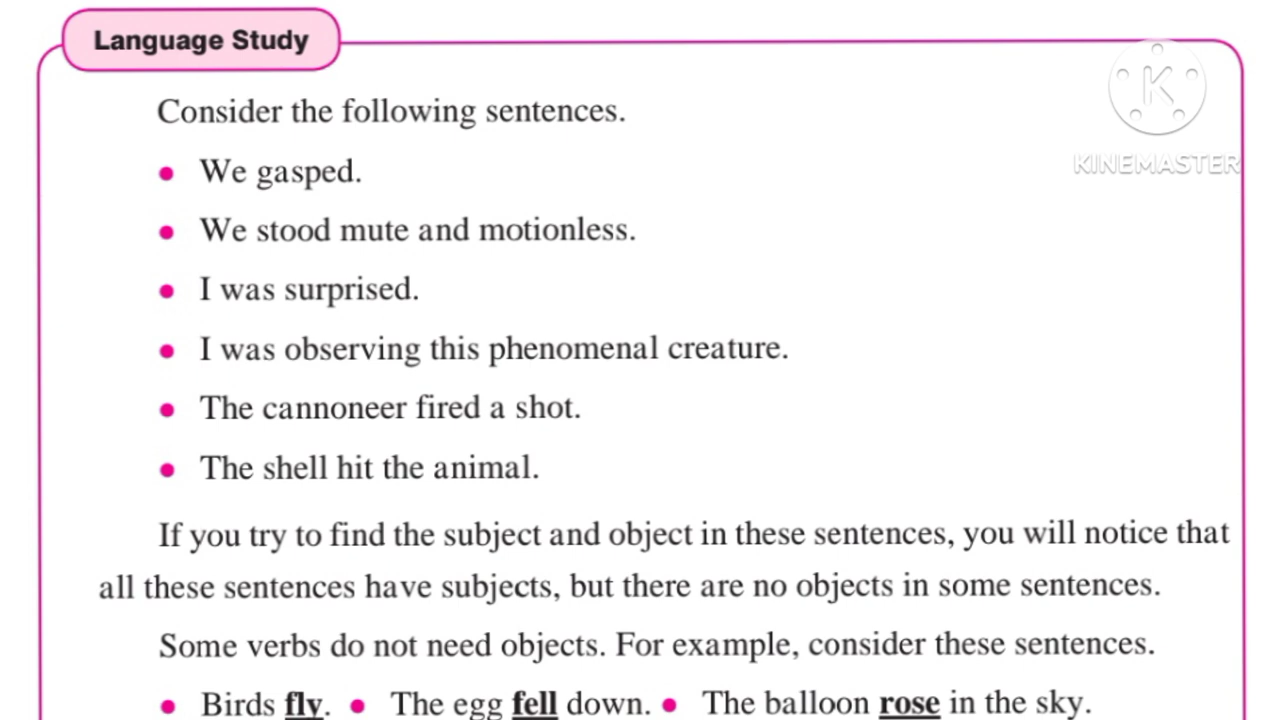 Language Study
Consider the following sentences.
K
KINEMASTER
• We gasped.
• We stood mute and motionless.
• I was surprised.
• I was observing this phenomenal creature.
• The cannoneer fired a shot.
• The shell hit the animal.
If you try to find the subject and object in these sentences, you will notice that
all these sentences have subjects, but there are no objects in some sentences.
Some verbs do not need objects. For example, consider these sentences.
• Birds fly. • The egg fell down. • The balloon rose in the sky.